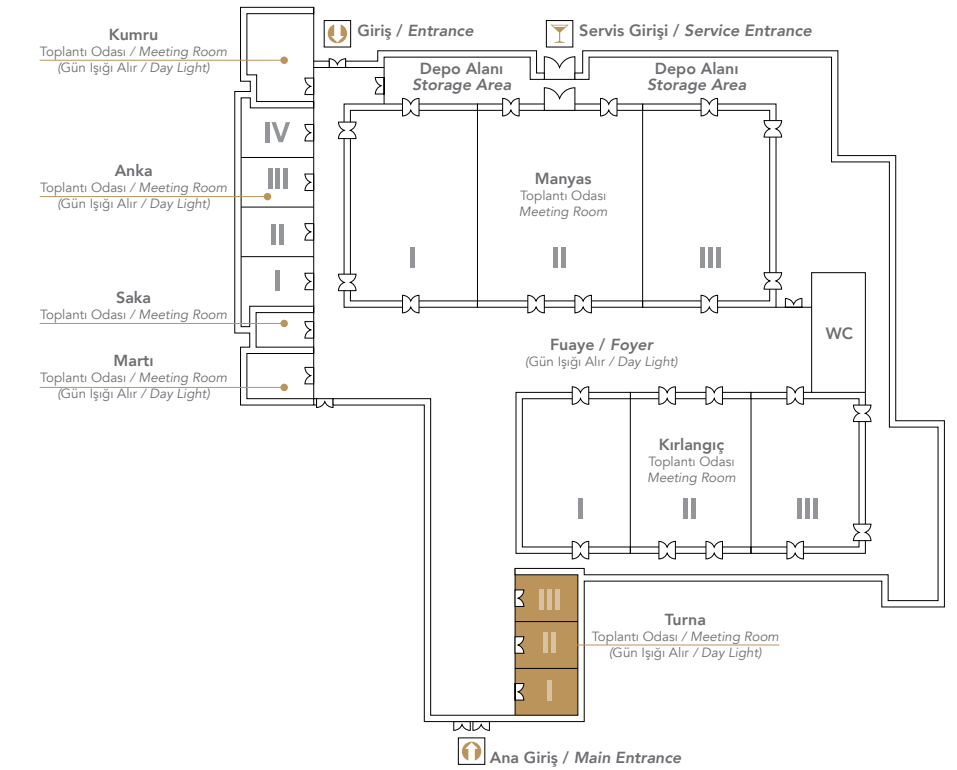 Giriş / Entrance
Servis Girişi / Service Entrance
Kumru
Toplantı Odası / Meeting Room
(Gün Işığı Alır / Day Light)
Depo Alanı
Storage Area
Depo Alanı
Storage Area
IV
III
II
I
Anka
Toplantı Odası / Meeting Room
(Gün Işığı Alır / Day Light)
Manyas
Toplantı Odası
Meeting Room
I
II
III
Saka
Toplantı Odası / Meeting Room
Martı
Toplantı Odası / Meeting Room
(Gün Işığı Alır / Day Light)
Fuaye / Foyer
(Gün Işığı Alır / Day Light)
WC
Kırlangıç
Toplantı Odası
Meeting Room
I
II
III
III
II
I
Turna
Toplantı Odası / Meeting Room
(Gün Işığı Alır / Day Light)
Ana Giriş / Main Entrance